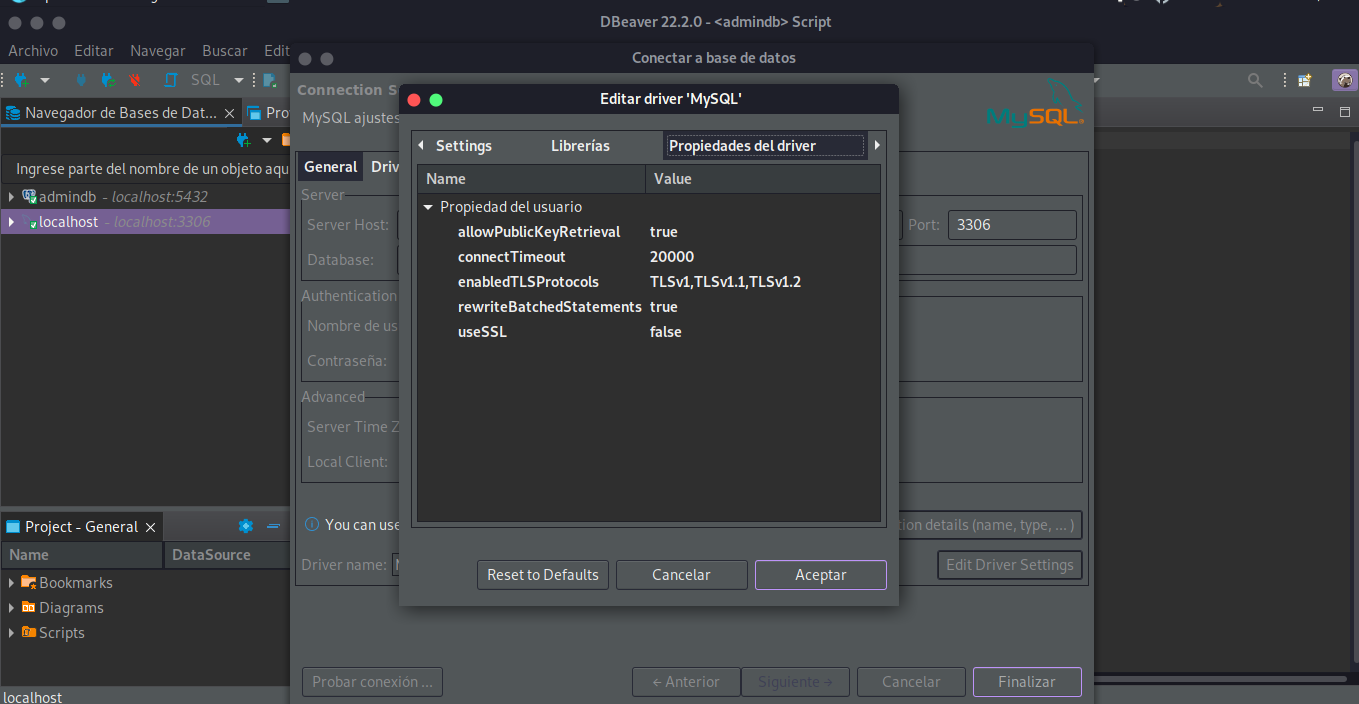 DBeaver 22.2.0 - <admindb> Script
Archivo Editar Navegar Buscar Edit
SQL
Navegador de Bases de Dat...
Ingrese parte del nombre de un objeto aqu
admindb - localhost:5432
localhost - localhost:3306
Project - General
Name DataSource
Bookmarks
Diagrams
Scripts
localhost
Conectar a base de datos
Connection S
MySQL ajustes
MySQL
General
Server
Server Host:
Port: 3306
Database:
Authentication
Nombre de us
Contraseña:
Advanced
Server Time Z
Local Client:
You can use
tion details (name, type, ... )
Driver name:
Edit Driver Settings
Probar conexión ...
← Anterior
Siguiente →
Cancelar
Finalizar
Editar driver 'MySQL'
Settings Librerías Propiedades del driver
Name Value
Propiedad del usuario
allowPublicKeyRetrieval true
connectTimeout 20000
enabledTLSProtocols TLSv1,TLSv1.1,TLSv1.2
rewriteBatchedStatements true
useSSL false
Reset to Defaults
Cancelar
Aceptar